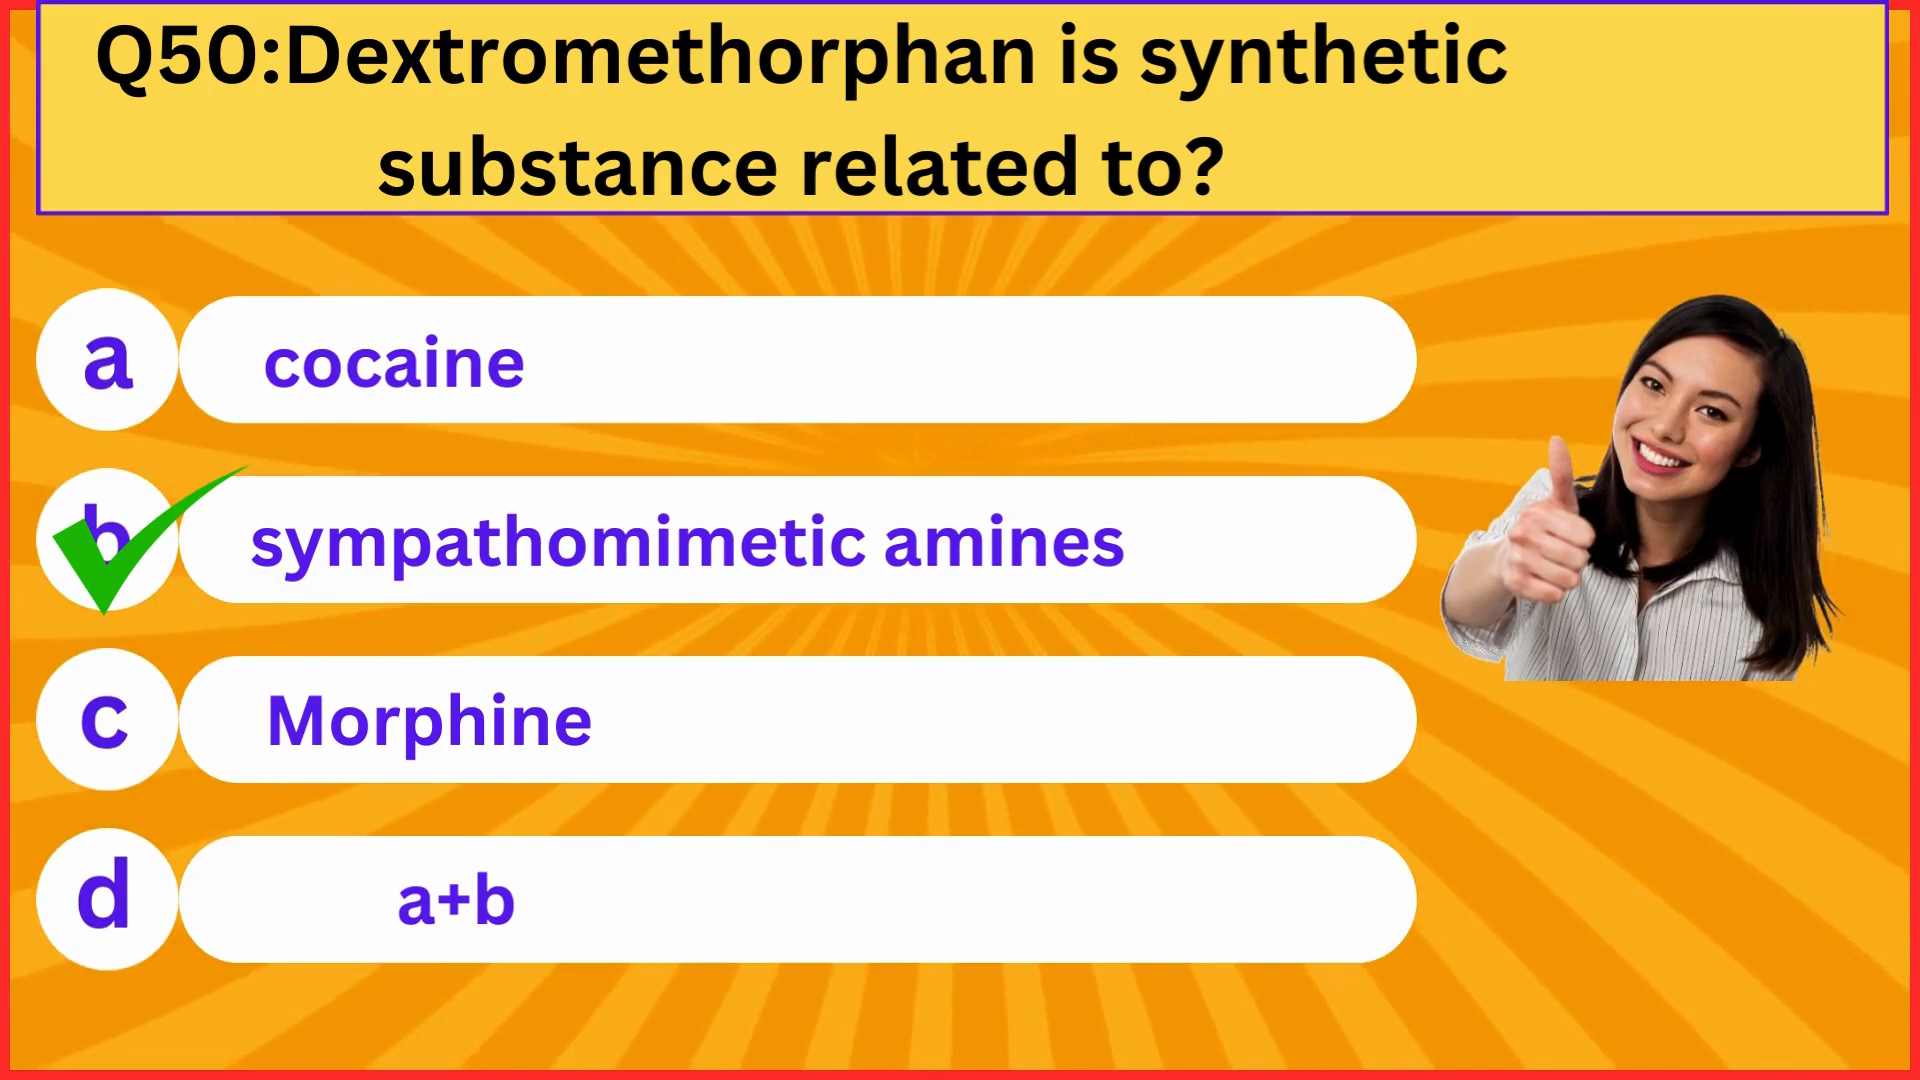 Q50:Dextromethorphan is synthetic
substance related to?
a cocaine
b sympathomimetic amines
c Morphine
d a+b